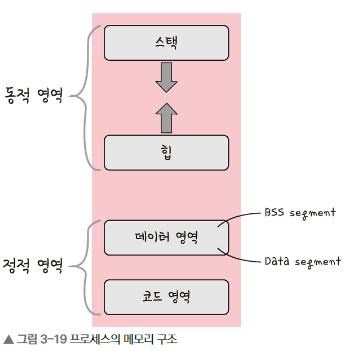 스택
동적 영역
힙
BSS segment
데이터 영역
정적 영역
Data segment
코드 영역
▲ 그림 3-19 프로세스의 메모리 구조